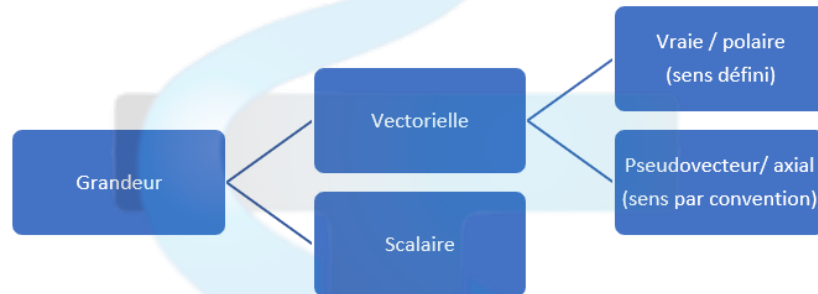 Grandeur
Vectorielle
Scalaire
Vraie / polaire
(sens défini)
Pseudovecteur/ axial
(sens par convention)